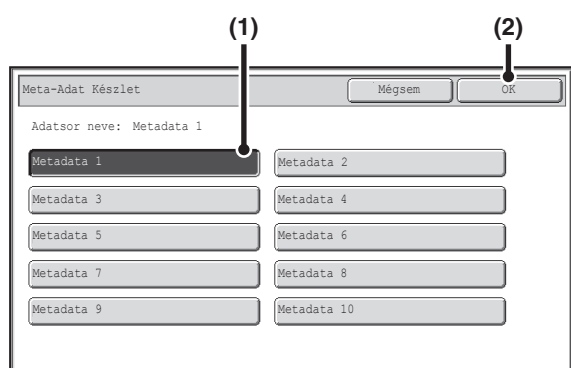 (1) (2)
Meta-Adat Készlet Mégsem OK
Adatsor neve: Metadata 1
Metadata 1 Metadata 2
Metadata 3 Metadata 4
Metadata 5 Metadata 6
Metadata 7 Metadata 8
Metadata 9 Metadata 10